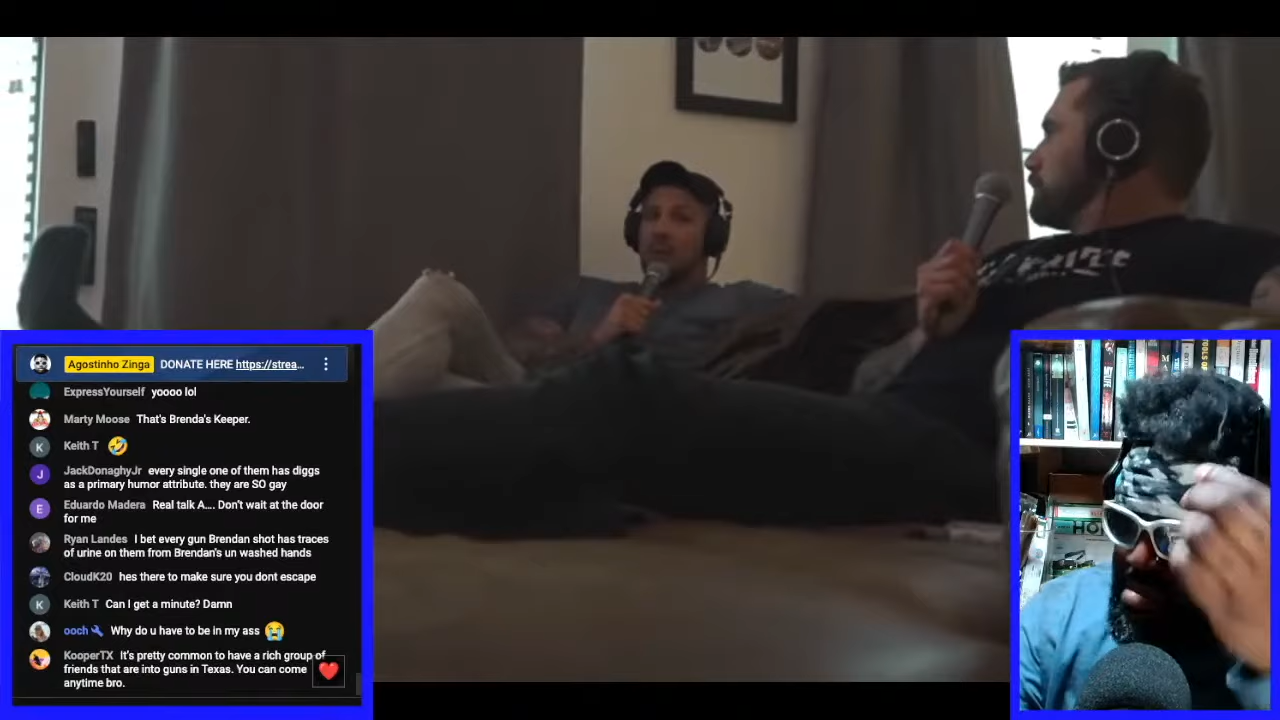 Agostinho Zinga DONATE HERE https://strea...
ExpressYourself yoooo lol
Marty Moose That's Brenda's Keeper.
K Keith T 🤣
J JackDonaghyJr every single one of them has diggs
as a primary humor attribute. they are SO gay
E Eduardo Madera Real talk A.... Don't wait at the door
for me
Ryan Landes I bet every gun Brendan shot has traces
of urine on them from Brendan's un washed hands
CloudK20 hes there to make sure you dont escape
K Keith T Can I get a minute? Damn
ooch Why do u have to be in my ass 😭
KooperTX It's pretty common to have a rich group of
friends that are into guns in Texas. You can come
anytime bro.